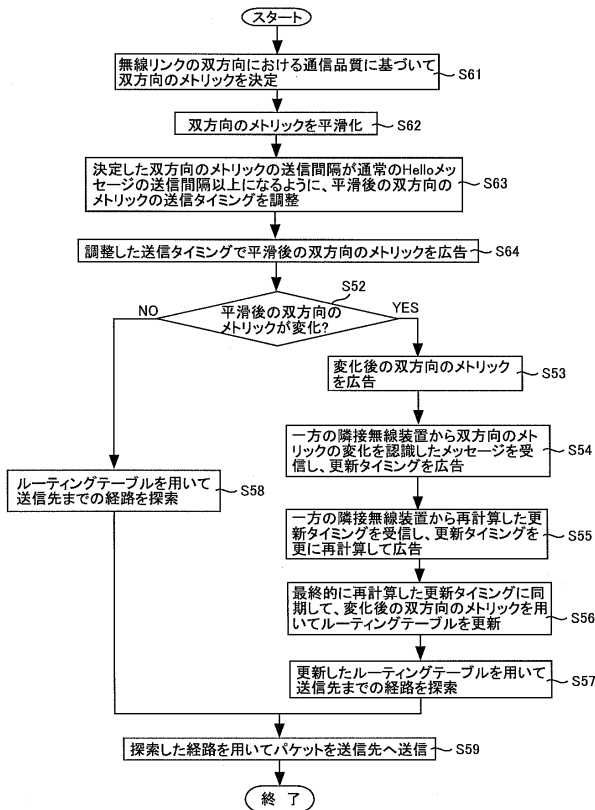 スタート
無線リンクの双方向における通信品質に基づいて
双方向のメトリックを決定
S61
双方向のメトリックを平滑化
S62
決定した双方向のメトリックの送信間隔が通常のHelloメッ
セージの送信間隔以上になるように、平滑後の双方向の
メトリックの送信タイミングを調整
S63
調整した送信タイミングで平滑後の双方向のメトリックを広告
S64
S52
平滑後の双方向の
メトリックが変化?
NO
YES
変化後の双方向のメトリック
を広告
S53
一方の隣接無線装置から双方向のメト
リックの変化を認識したメッセージを受
信し、更新タイミングを広告
S54
ルーティングテーブルを用いて
送信先までの経路を探索
S58
一方の隣接無線装置から再計算した更
新タイミングを受信し、更新タイミングを
更に再計算して広告
S55
最終的に再計算した更新タイミングに同
期して、変化後の双方向のメトリックを用
いてルーティングテーブルを更新
S56
更新したルーティングテーブルを用いて
送信先までの経路を探索
S57
探索した経路を用いてパケットを送信先へ送信
S59
終 了